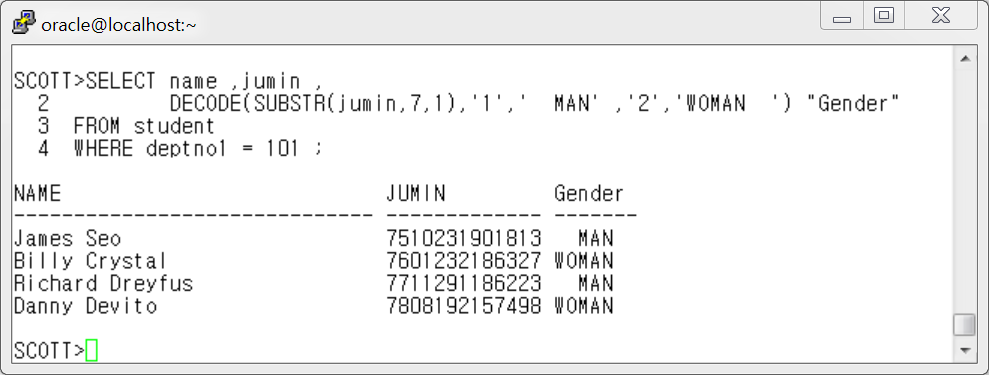 oracle@localhost:~
SCOTT>SELECT name ,jumin ,
  2          DECODE(SUBSTR(jumin,7,1),'1','  MAN' ,'2','WOMAN  ') "Gender"
  3  FROM student
  4  WHERE deptno1 = 101 ;
NAME                           JUMIN         Gender
------------------------------ ------------- -------
James Seo                      7510231901813   MAN
Billy Crystal                  7601232186327 WOMAN
Richard Dreyfus                7711291186223   MAN
Danny Devito                   7808192157498 WOMAN
SCOTT>